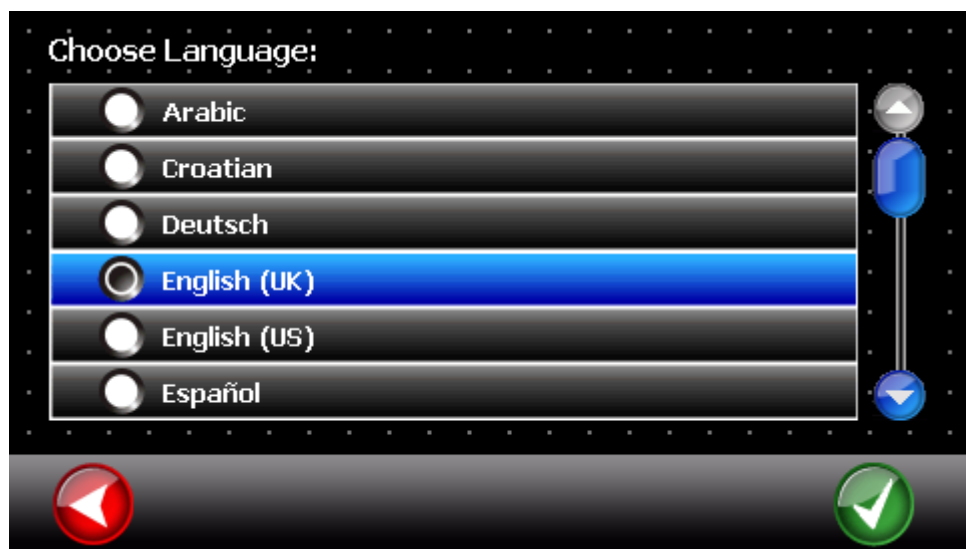 Choose Language:
Arabic
Croatian
Deutsch
English (UK)
English (US)
Español